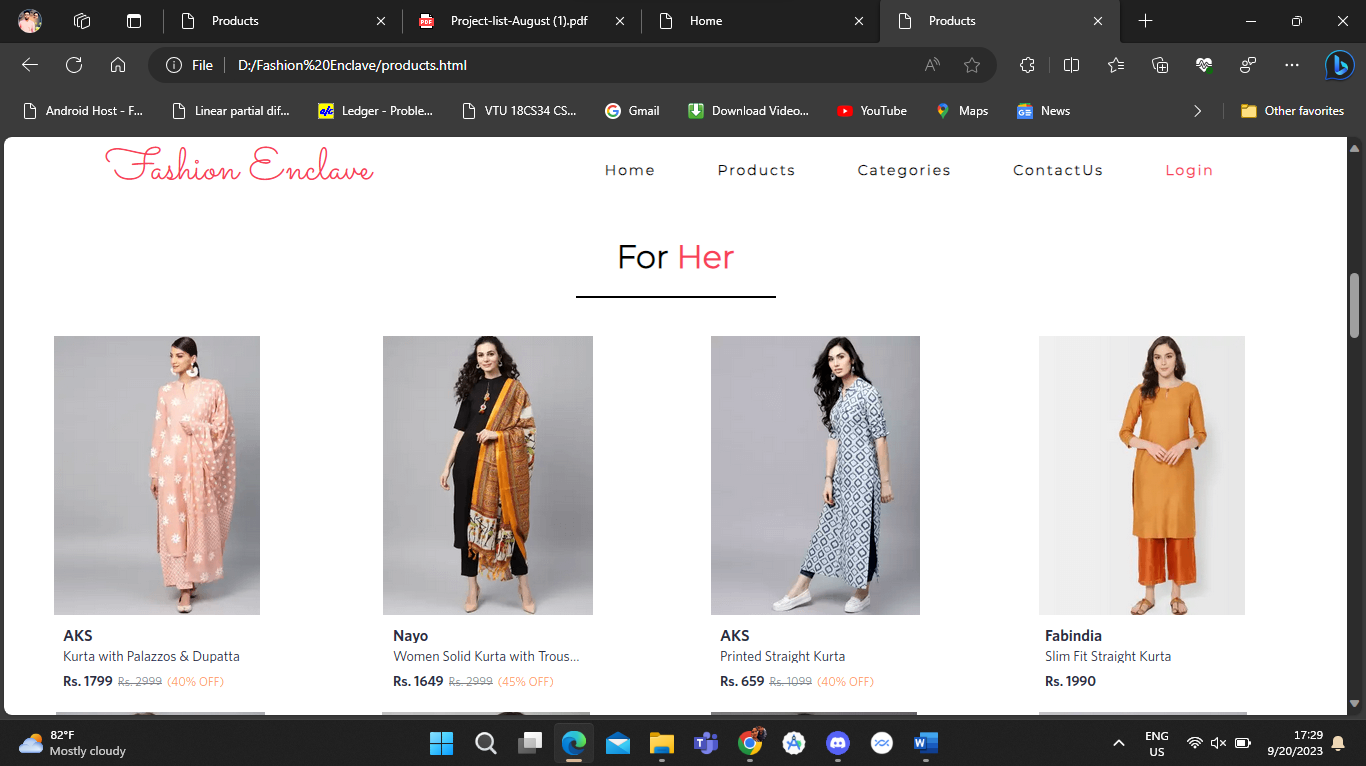 Products
Project-list-August (1).pdf
Home
Products
File
D:/Fashion%20Enclave/products.html
Android Host - F...
Linear partial dif...
Ledger - Proble...
VTU 18CS34 CS...
Gmail
Download Video...
YouTube
Maps
News
Other favorites
Fashion Enclave
Home
Products
Categories
ContactUs
Login
For Her
AKS
Kurta with Palazzos & Dupatta
Rs. 1799 Rs. 2999 (40% OFF)
Nayo
Women Solid Kurta with Trous...
Rs. 1649 Rs. 2999 (45% OFF)
AKS
Printed Straight Kurta
Rs. 659 Rs. 1099 (40% OFF)
Fabindia
Slim Fit Straight Kurta
Rs. 1990
82°F
Mostly cloudy
ENG
US
17:29
9/20/2023